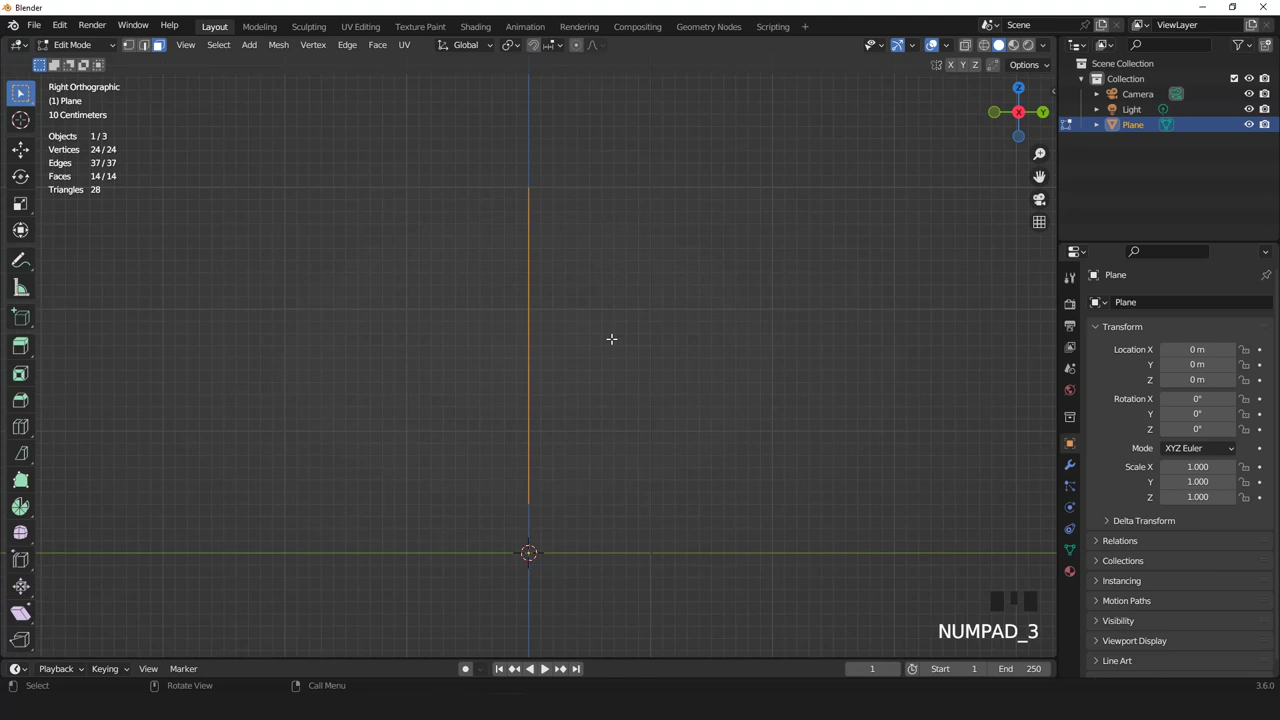 Blender
File Edit Render Window Help Layout Modeling Sculpting UV Editing Texture Paint Shading Animation Rendering Compositing Geometry Nodes Scripting Scene ViewLayer
Edit Mode View Select Add Mesh Vertex Edge Face UV Global
X Y Z Options
Right Orthographic
(1) Plane
10 Centimeters
Objects 1 / 3
Vertices 24 / 24
Edges 37 / 37
Faces 14 / 14
Triangles 28
Z
X
Y
Scene Collection
Collection
Camera
Light
Plane
Plane
Plane
Transform
Location X 0 m
Y 0 m
Z 0 m
Rotation X 0°
Y 0°
Z 0°
Mode XYZ Euler
Scale X 1.000
Y 1.000
Z 1.000
Delta Transform
Relations
Collections
Instancing
Motion Paths
Visibility
Viewport Display
Line Art
NUMPAD_3
Playback Keying View Marker 1 Start 1 End 250
Select Rotate View Call Menu 3.6.0